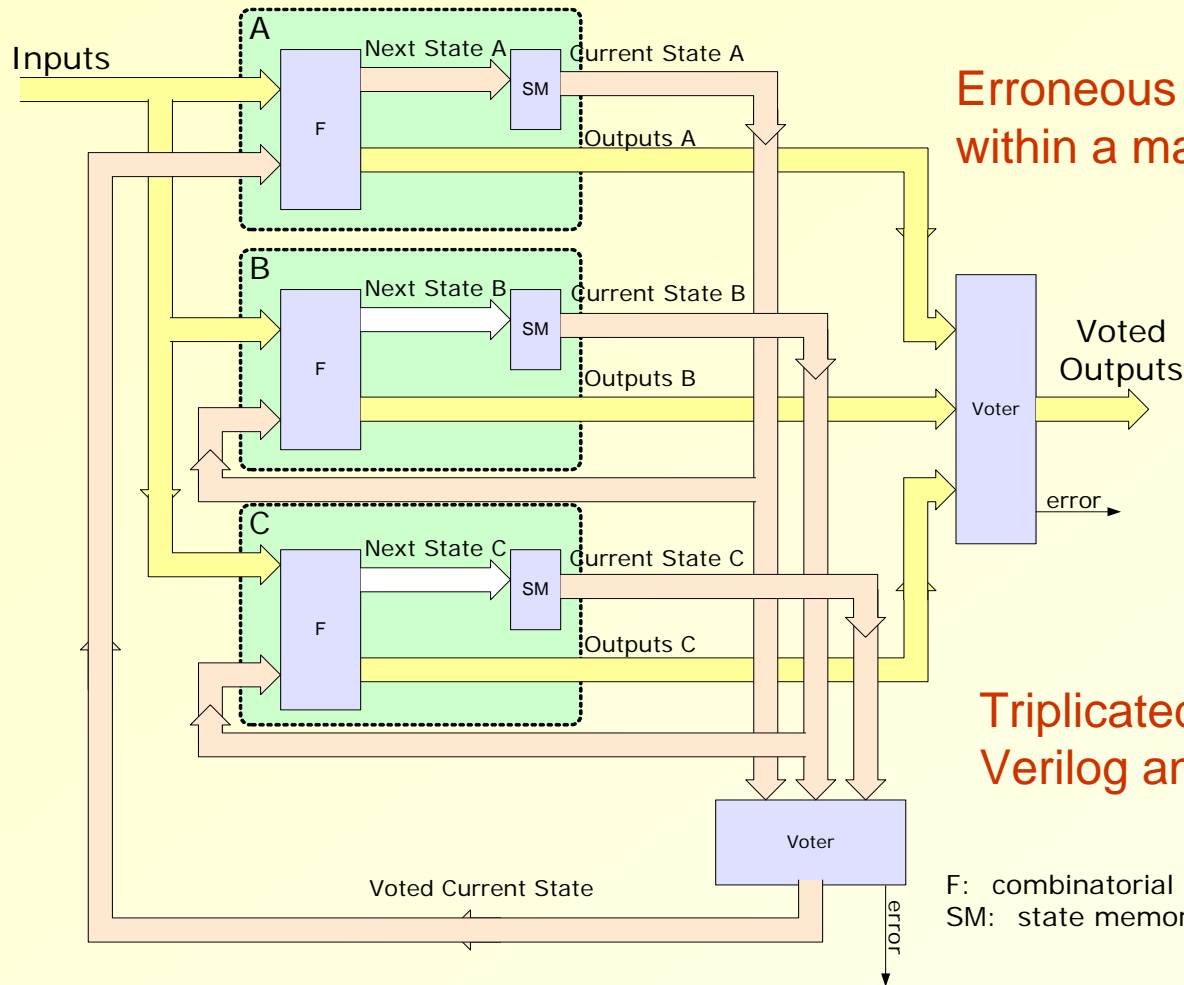 A
Inputs
Next State A
Current State A
F
SM
Outputs A
Erroneous
within a ma
B
Next State B
Current State B
F
SM
Outputs B
Voter
Voted
Outputs
error
C
Next State C
Current State C
F
SM
Outputs C
Triplicated
Verilog an
Voter
Voted Current State
error
F: combinatorial
SM: state memor